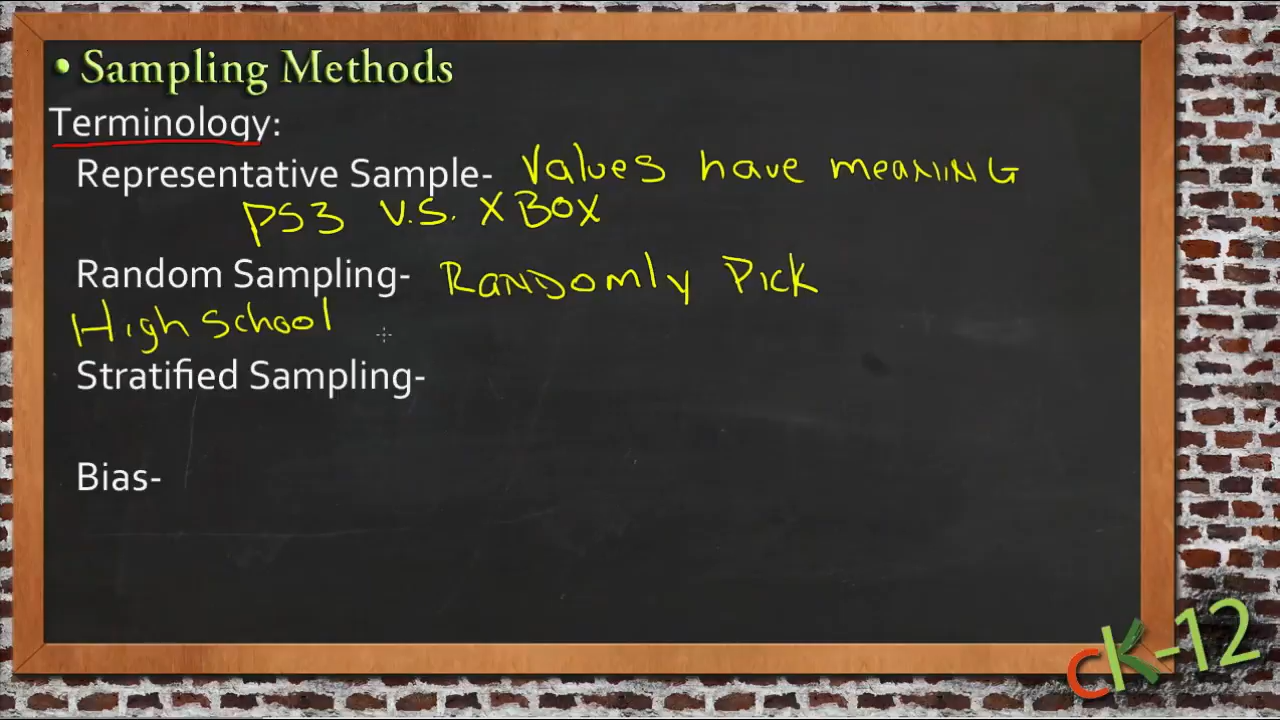 • Sampling Methods
Terminology:
Representative Sample- Values have meaning
PS3 V.S. XBOX
Random Sampling- Randomly Pick
High School
Stratified Sampling-
Bias-
cK-12